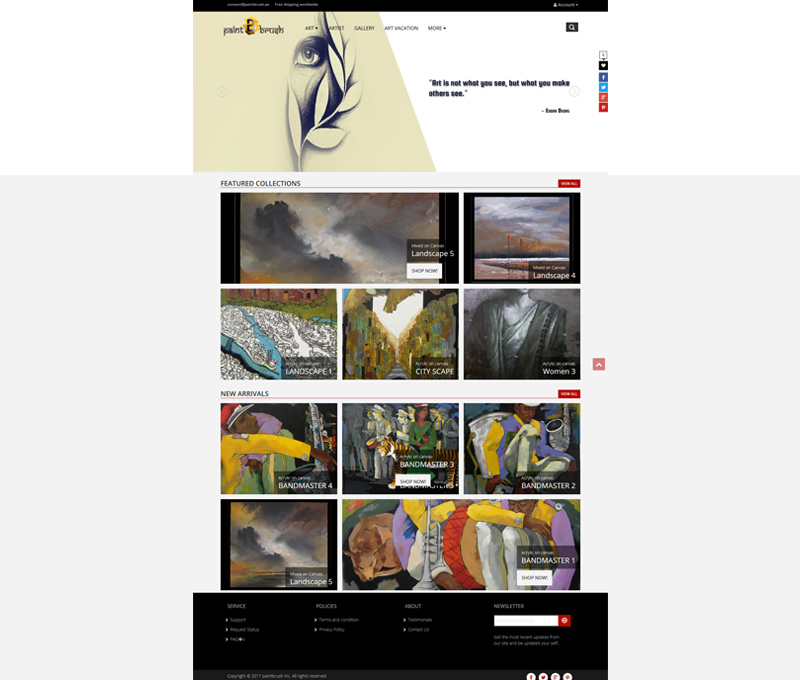 connect@paintbrush.ae Free shipping worldwide
Account
paint brush
ART ARTIST GALLERY ART VACATION MORE
"Art is not what you see, but what you make
others see."
- Edgar Degas
FEATURED COLLECTIONS
VIEW ALL
Mixed on Canvas
Landscape 5
SHOP NOW!
Mixed on Canvas
Landscape 4
Acrylic on canvas
LANDSCAPE 1
Acrylic on canvas
CITY SCAPE
Acrylic on canvas
Women 3
NEW ARRIVALS
VIEW ALL
Acrylic on canvas
BANDMASTER 4
Acrylic on canvas
BANDMASTER 3
SHOP NOW!
Acrylic on canvas
BANDMASTER 2
Mixed on Canvas
Landscape 5
Acrylic on canvas
BANDMASTER 1
SHOP NOW!
SERVICE
Support
Request Status
FAQ�s
POLICIES
Terms and condition
Privacy Policy
ABOUT
Testimonials
Contact Us
NEWSLETTER
Get the most recent updates from
our site and be updated your self.
Copyright © 2017 paintbrush inc. All rights reserved.